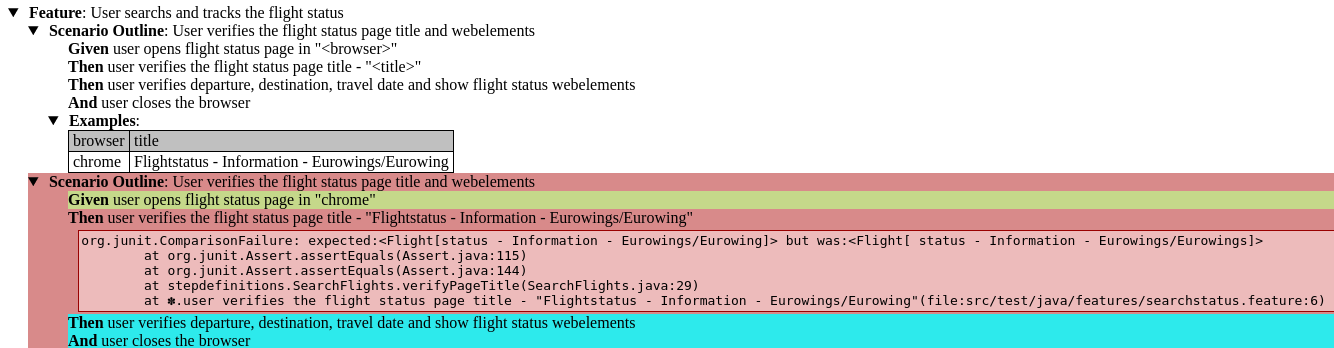 ▼ Feature: User searchs and tracks the flight status
▼ Scenario Outline: User verifies the flight status page title and webelements
Given user opens flight status page in "<browser>"
Then user verifies the flight status page title - "<title>"
Then user verifies departure, destination, travel date and show flight status webelements
And user closes the browser
▼ Examples:
browser title
chrome Flightstatus - Information - Eurowings/Eurowing
▼ Scenario Outline: User verifies the flight status page title and webelements
Given user opens flight status page in "chrome"
Then user verifies the flight status page title - "Flightstatus - Information - Eurowings/Eurowing"
org.junit.ComparisonFailure: expected:<Flight[status - Information - Eurowings/Eurowing]> but was:<Flight[ status - Information - Eurowings/Eurowings]>
at org.junit.Assert.assertEquals(Assert.java:115)
at org.junit.Assert.assertEquals(Assert.java:144)
at stepdefinitions.SearchFlights.verifyPageTitle(SearchFlights.java:29)
at ✽.user verifies the flight status page title - "Flightstatus - Information - Eurowings/Eurowing"(file:src/test/java/features/searchstatus.feature:6)
Then user verifies departure, destination, travel date and show flight status webelements
And user closes the browser